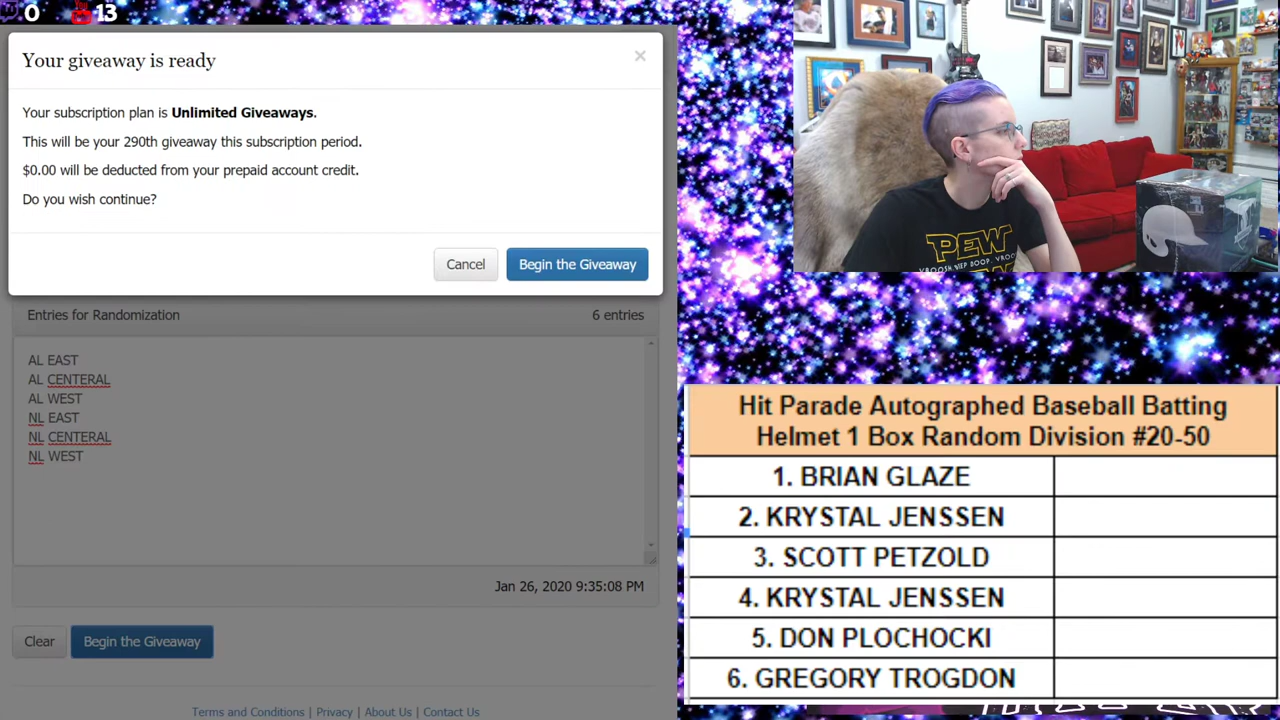 0 13
Your giveaway is ready
×
Your subscription plan is Unlimited Giveaways.
This will be your 290th giveaway this subscription period.
$0.00 will be deducted from your prepaid account credit.
Do you wish continue?
Cancel
Begin the Giveaway
Entries for Randomization
6 entries
AL EAST
AL CENTERAL
AL WEST
NL EAST
NL CENTERAL
NL WEST
Jan 26, 2020 9:35:08 PM
Clear
Begin the Giveaway
Terms and Conditions | Privacy | About Us | Contact Us
PEW
Hit Parade Autographed Baseball Batting
Helmet 1 Box Random Division #20-50
1. BRIAN GLAZE
2. KRYSTAL JENSSEN
3. SCOTT PETZOLD
4. KRYSTAL JENSSEN
5. DON PLOCHOCKI
6. GREGORY TROGDON